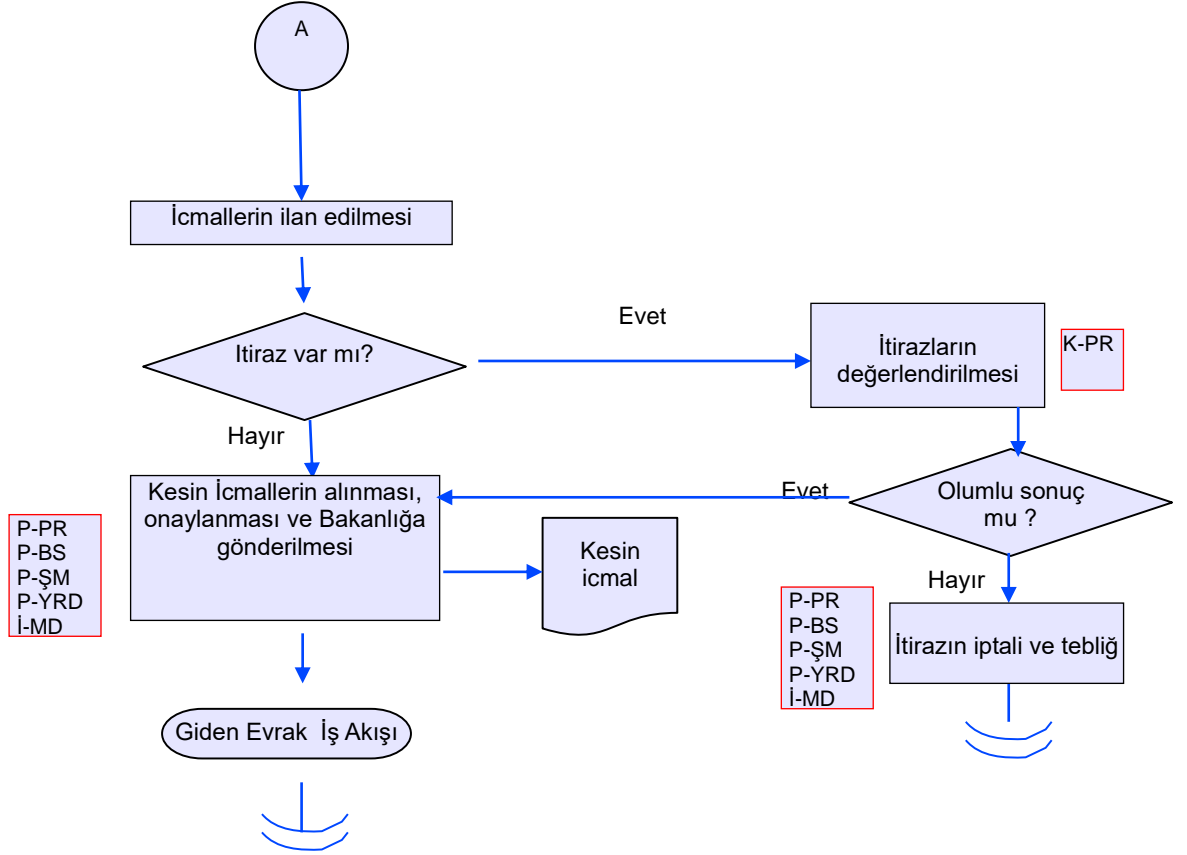 A
İcmallerin ilan edilmesi
Itiraz var mı?
Evet
İtirazların
değerlendirilmesi
K-PR
Hayır
Kesin İcmallerin alınması,
onaylanması ve Bakanlığa
gönderilmesi
P-PR
P-BS
P-ŞM
P-YRD
İ-MD
Kesin
icmal
Evet
Olumlu sonuç
mu ?
Hayır
P-PR
P-BS
P-ŞM
P-YRD
İ-MD
İtirazın iptali ve tebliğ
Giden Evrak İş Akışı